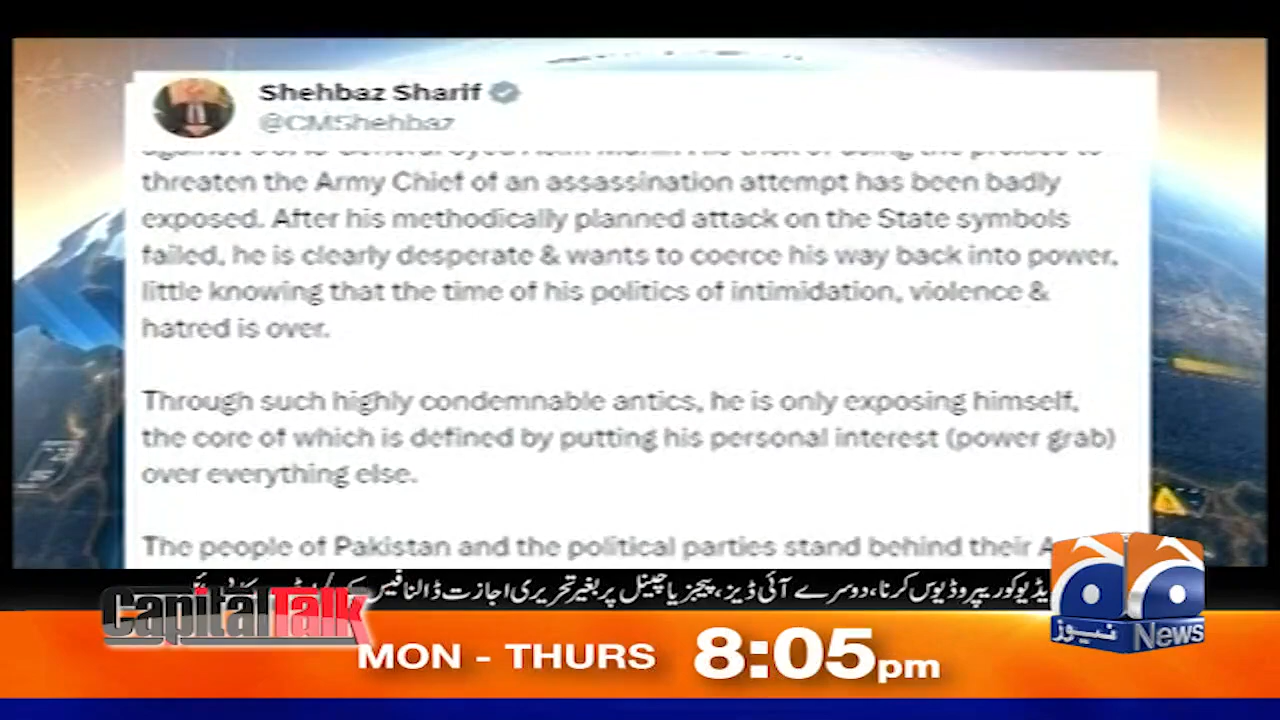 Shehbaz Sharif
@CMShehbaz
threaten the Army Chief of an assassination attempt has been badly
exposed. After his methodically planned attack on the State symbols
failed, he is clearly desperate & wants to coerce his way back into power,
little knowing that the time of his politics of intimidation, violence &
hatred is over.
Through such highly condemnable antics, he is only exposing himself,
the core of which is defined by putting his personal interest (power grab)
over everything else.
The people of Pakistan and the political parties stand behind their
کو ریپروڈیوس کرنا، دوسرے آئی ڈیز، پیجز یا چینل پر بغیر تحریری اجازت ڈالنا
Capital Talk
MON - THURS 8:05pm
نیوز News